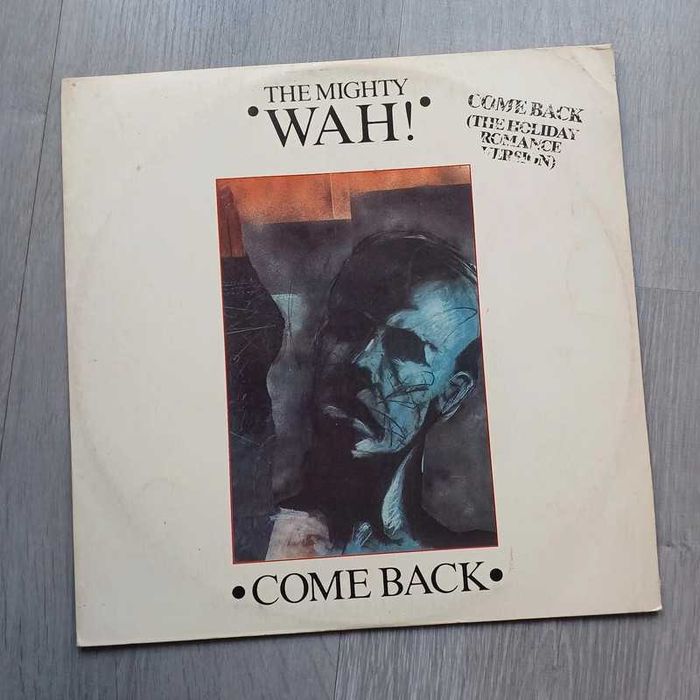 THE MIGHTY
•WAH!•
COME BACK
(THE HOLIDAY
ROMANCE
VERSION)
•COME BACK•